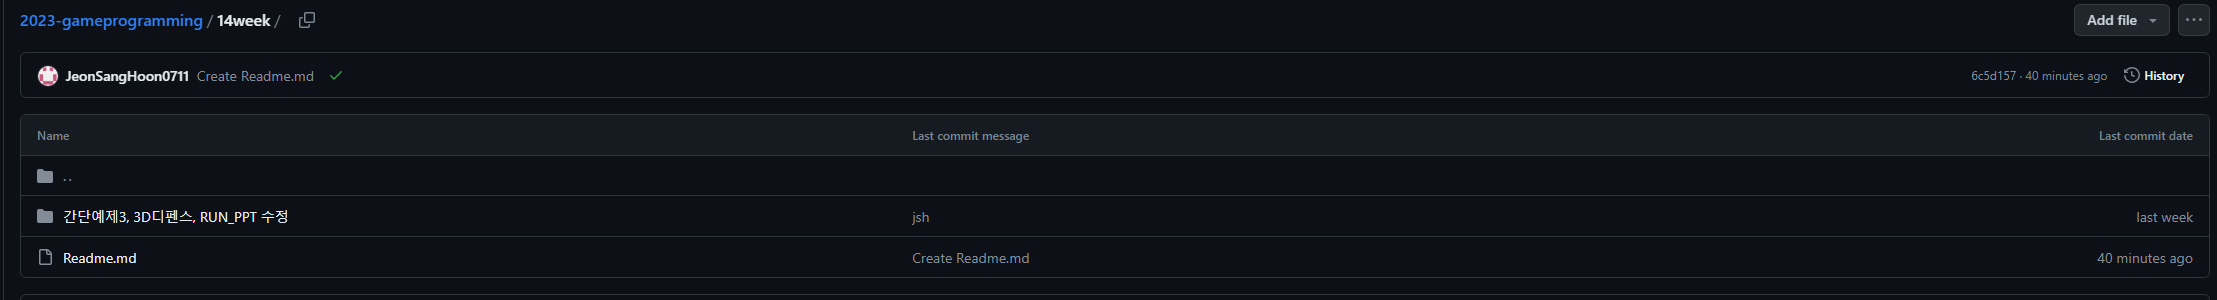 2023-gameprogramming / 14week /
Add file
JeonSangHoon0711 Create Readme.md
6c5d157 · 40 minutes ago
History
Name Last commit message Last commit date
..
간단예제3, 3D디펜스, RUN_PPT 수정 jsh last week
Readme.md Create Readme.md 40 minutes ago